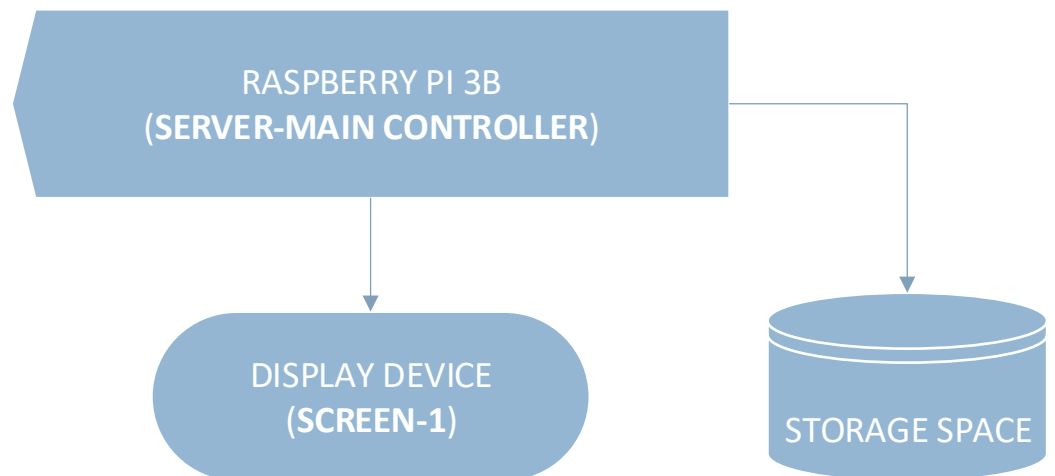 RASPBERRY PI 3B
(SERVER-MAIN CONTROLLER)
DISPLAY DEVICE
(SCREEN-1)
STORAGE SPACE